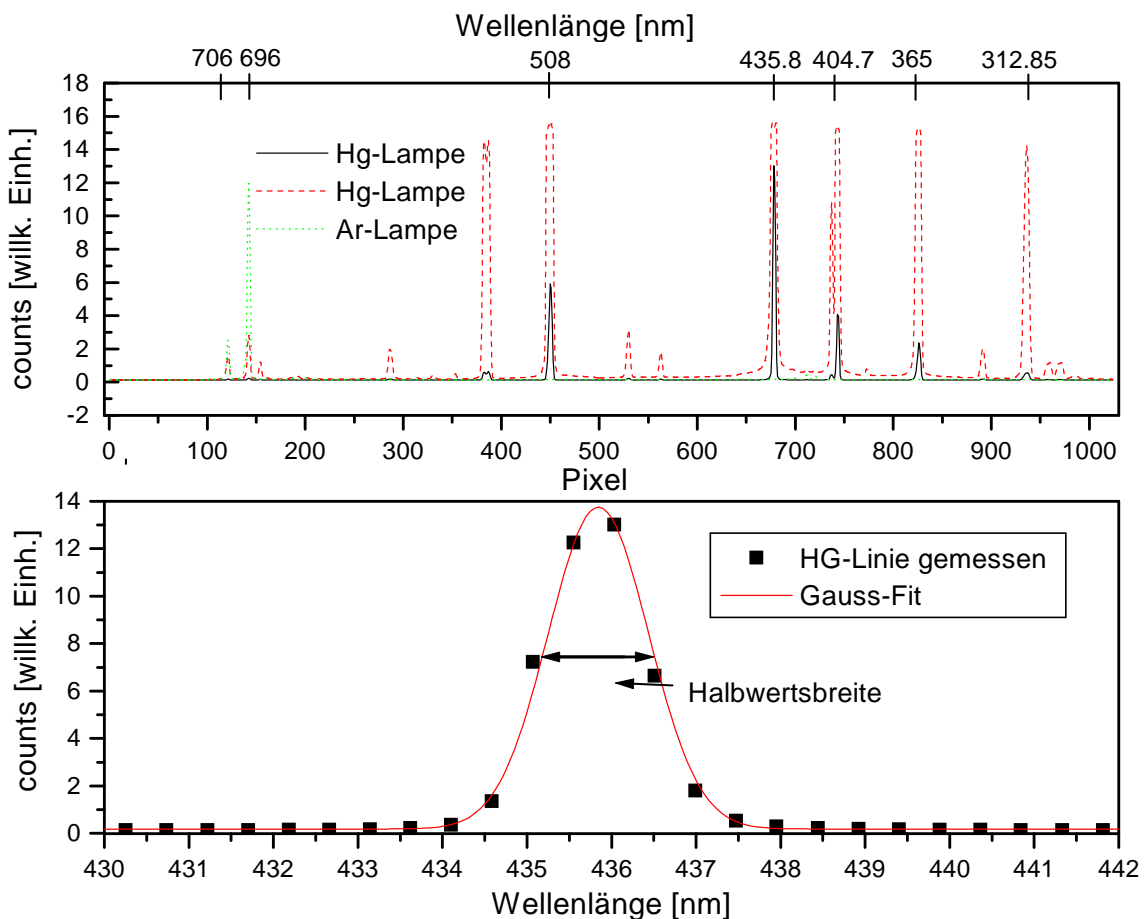 Wellenlänge [nm]
706 696 508 435.8 404.7 365 312.85
counts [willk. Einh.]
18
16
14
12
10
8
6
4
2
0
-2
Hg-Lampe
Hg-Lampe
Ar-Lampe
0 100 200 300 400 500 600 700 800 900 1000
Pixel
counts [willk. Einh.]
14
12
10
8
6
4
2
0
HG-Linie gemessen
Gauss-Fit
Halbwertsbreite
430 431 432 433 434 435 436 437 438 439 440 441 442
Wellenlänge [nm]